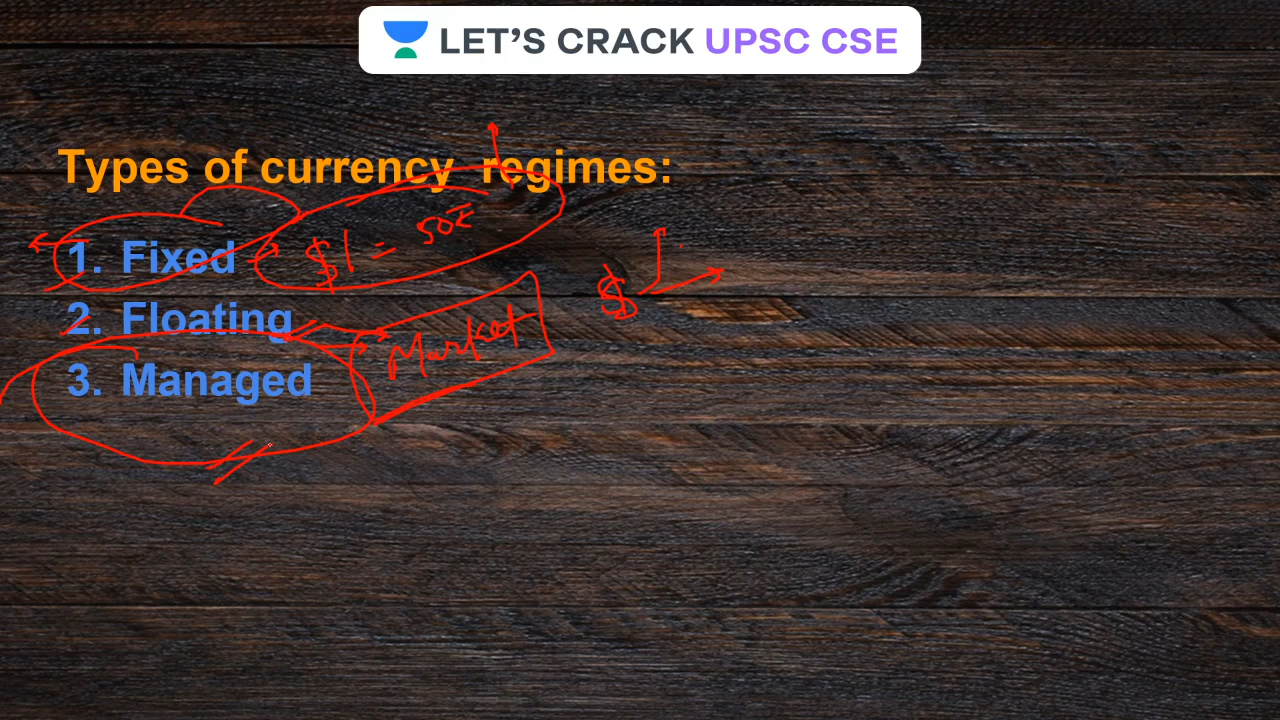 LET'S CRACK UPSC CSE
Types of currency regimes:
1. Fixed $1 = 50₹
2. Floating Market $
3. Managed